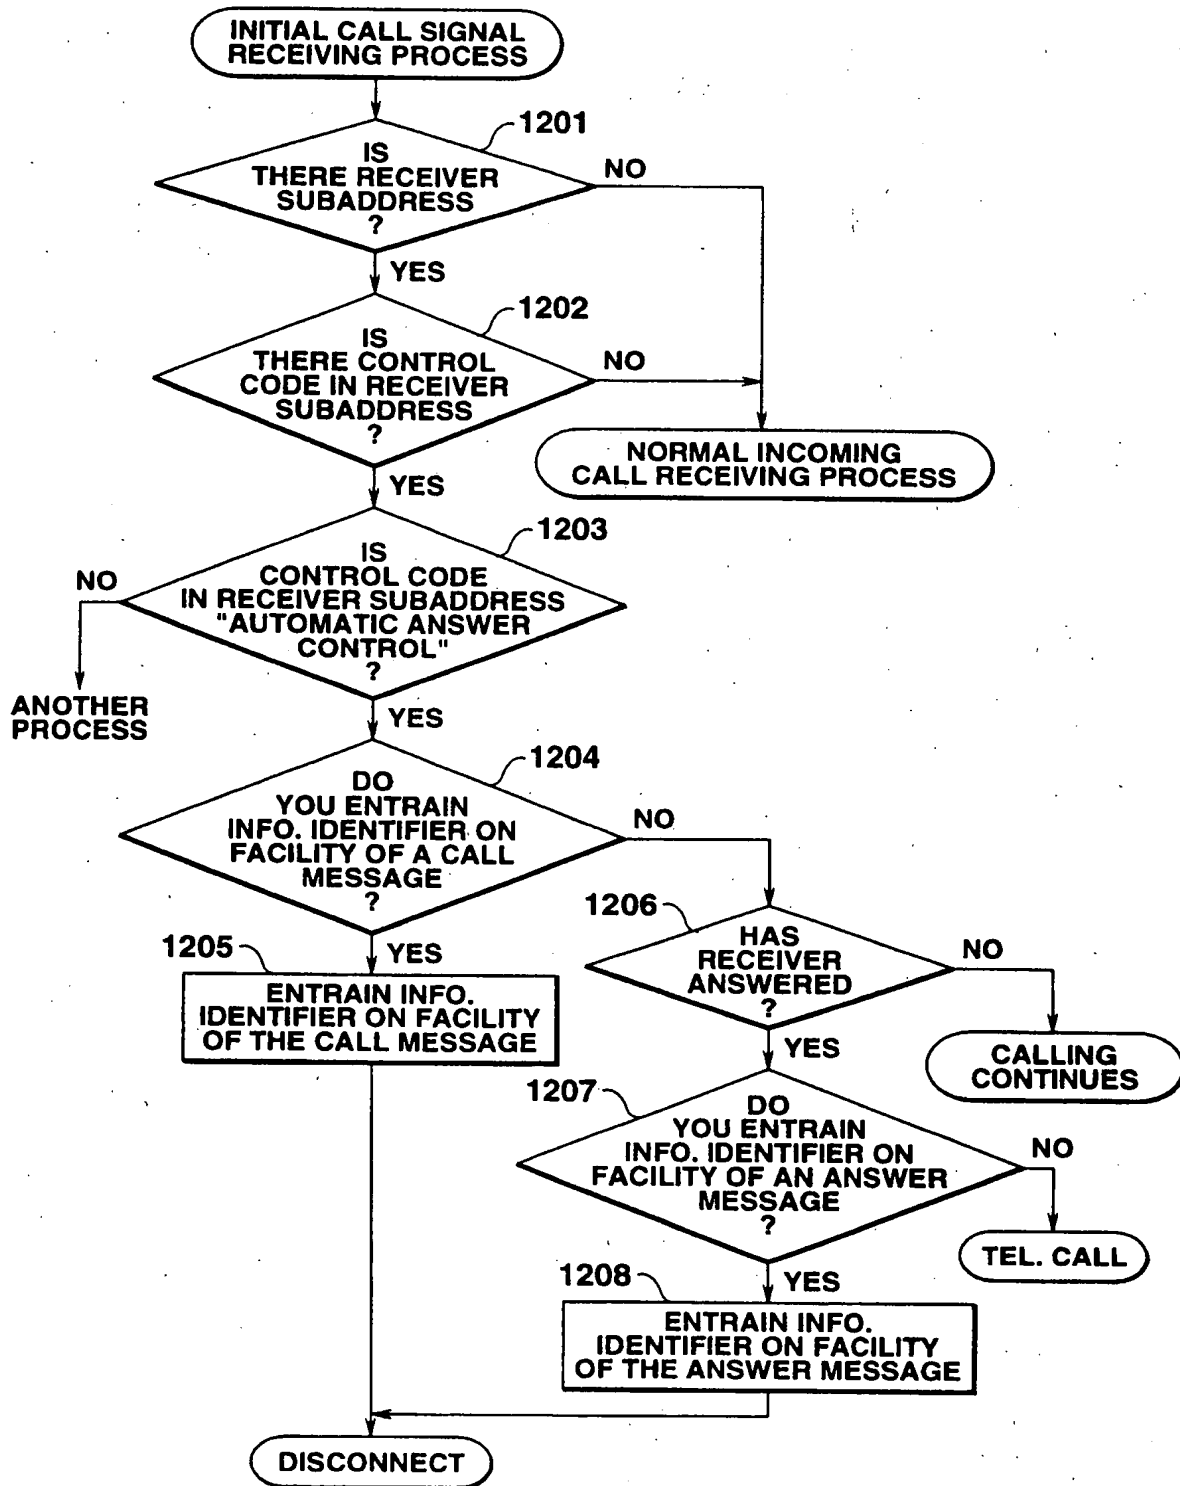 INITIAL CALL SIGNAL
RECEIVING PROCESS
1201
IS
THERE RECEIVER
SUBADDRESS
?
NO
YES
1202
IS
THERE CONTROL
CODE IN RECEIVER
SUBADDRESS
?
NO
YES
NORMAL INCOMING
CALL RECEIVING PROCESS
1203
IS
CONTROL CODE
IN RECEIVER SUBADDRESS
"AUTOMATIC ANSWER
CONTROL"
?
NO
ANOTHER
PROCESS
YES
1204
DO
YOU ENTRAIN
INFO. IDENTIFIER ON
FACILITY OF A CALL
MESSAGE
?
NO
YES
1205
ENTRAIN INFO.
IDENTIFIER ON FACILITY
OF THE CALL MESSAGE
1206
HAS
RECEIVER
ANSWERED
?
NO
CALLING
CONTINUES
YES
1207
DO
YOU ENTRAIN
INFO. IDENTIFIER ON
FACILITY OF AN ANSWER
MESSAGE
?
NO
TEL. CALL
YES
1208
ENTRAIN INFO.
IDENTIFIER ON FACILITY
OF THE ANSWER MESSAGE
DISCONNECT